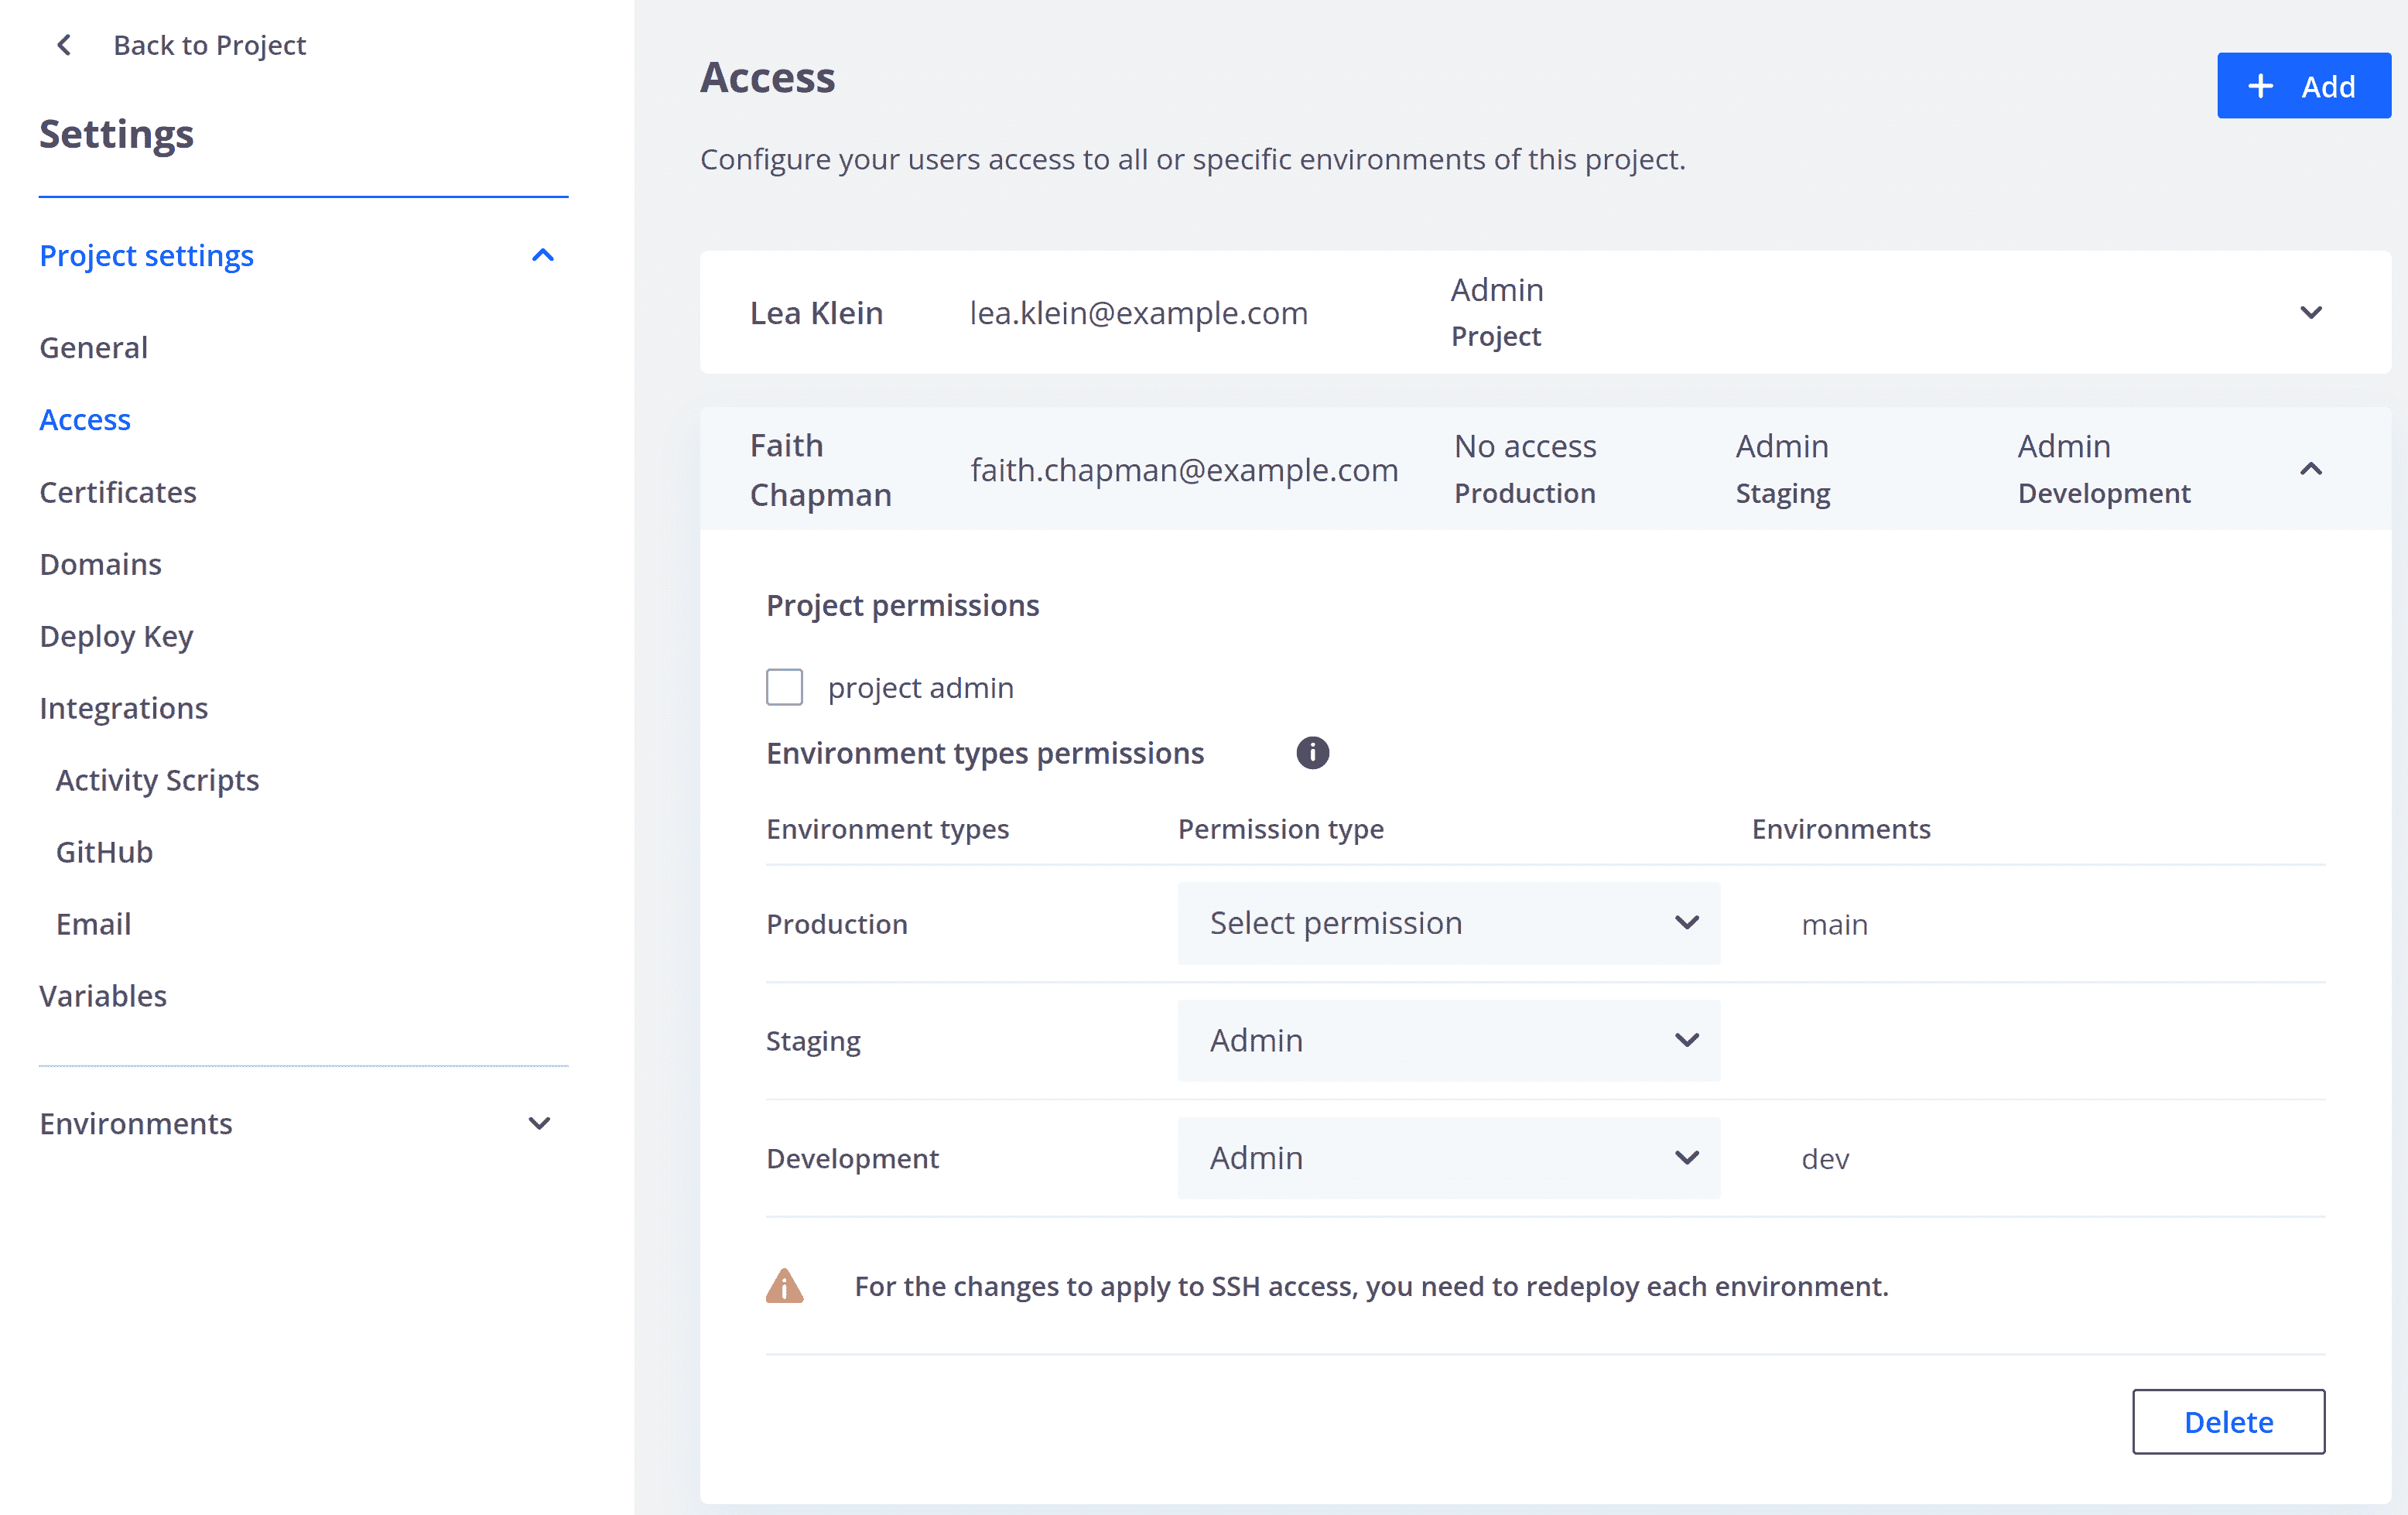 Back to Project
Settings
Project settings
General
Access
Certificates
Domains
Deploy Key
Integrations
Activity Scripts
GitHub
Email
Variables
Environments
Access
+ Add
Configure your users access to all or specific environments of this project.
Lea Klein
lea.klein@example.com
Admin
Project
Faith
Chapman
faith.chapman@example.com
No access
Production
Admin
Staging
Admin
Development
Project permissions
project admin
Environment types permissions
Environment types Permission type Environments
Production Select permission main
Staging Admin
Development Admin dev
For the changes to apply to SSH access, you need to redeploy each environment.
Delete